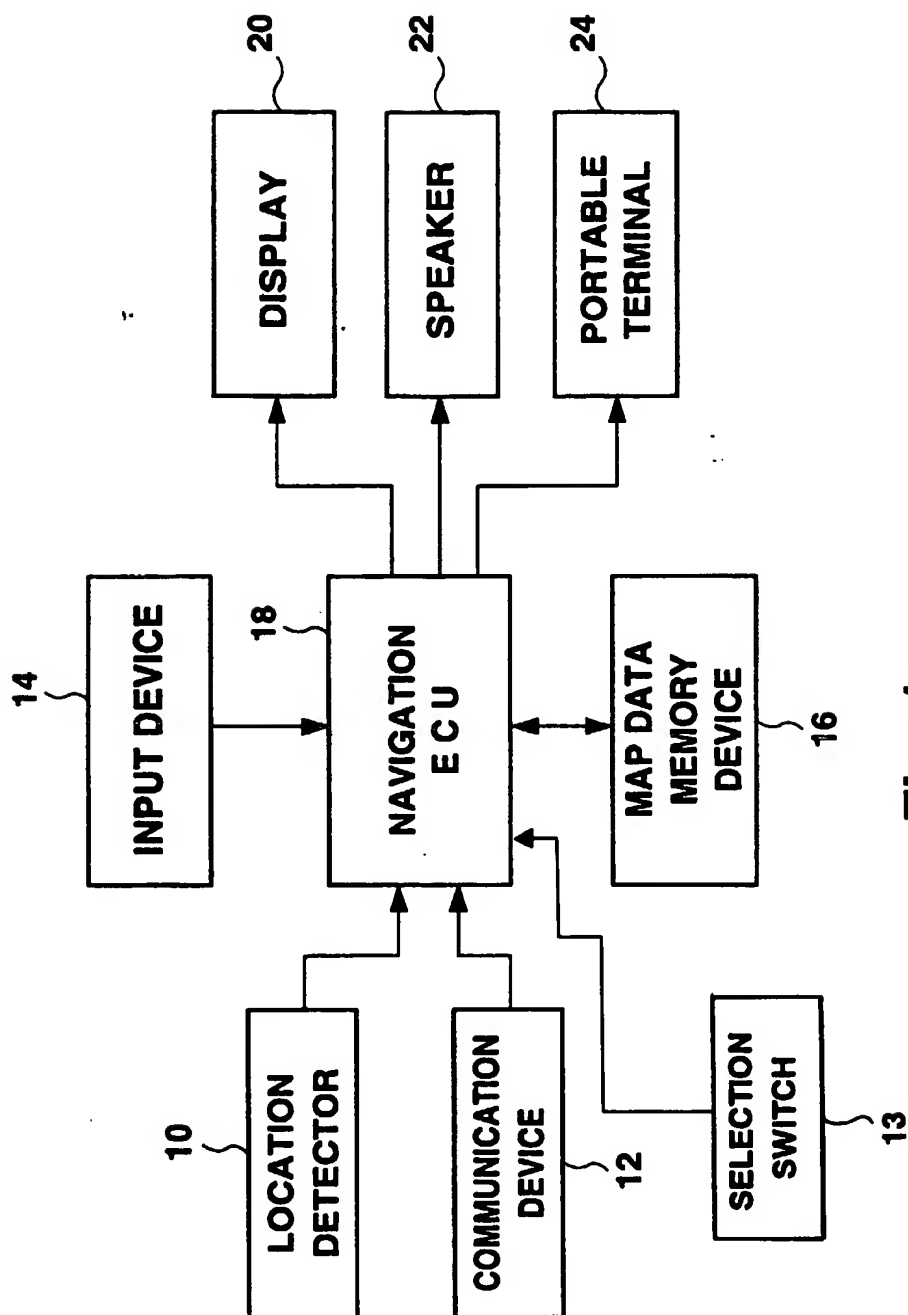 14
INPUT DEVICE
10
LOCATION
DETECTOR
18
NAVIGATION
E C U
DISPLAY
20
SPEAKER
22
COMMUNICATION
DEVICE
12
PORTABLE
TERMINAL
24
MAP DATA
MEMORY
DEVICE
16
SELECTION
SWITCH
13